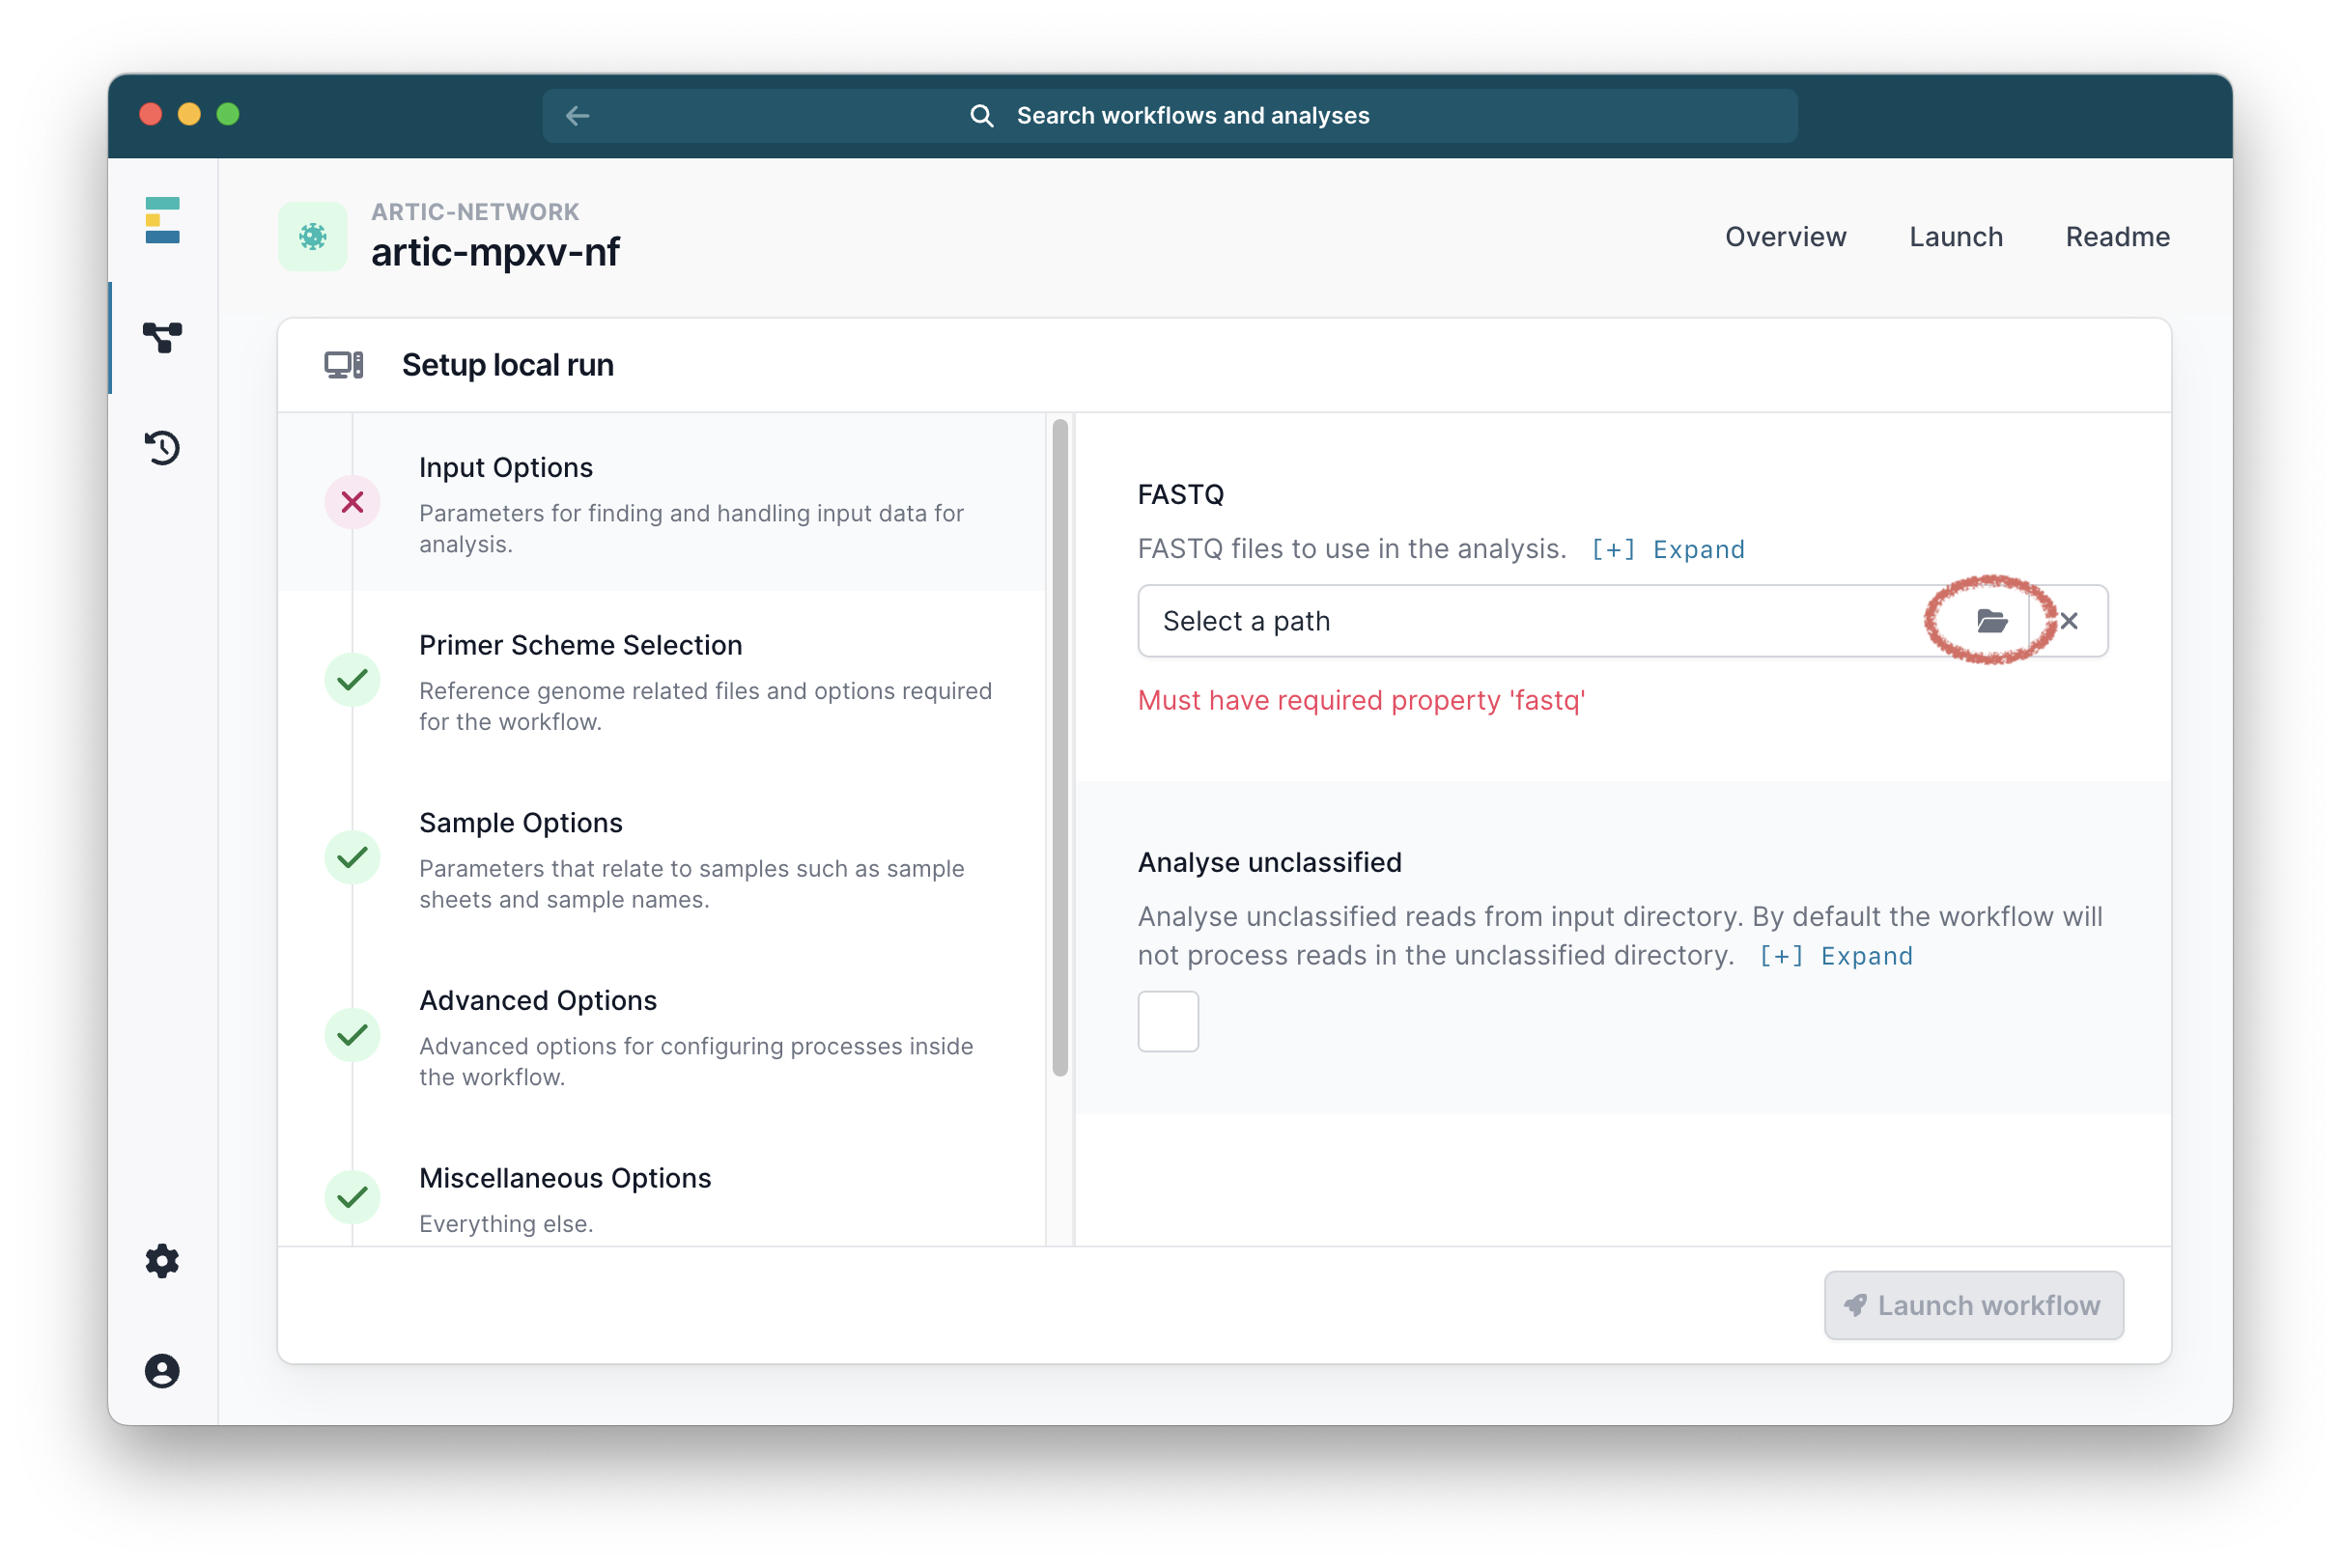 Search workflows and analyses
ARTIC-NETWORK
artic-mpxv-nf
Overview
Launch
Readme
Setup local run
Input Options
Parameters for finding and handling input data for
analysis.
Primer Scheme Selection
Reference genome related files and options required
for the workflow.
Sample Options
Parameters that relate to samples such as sample
sheets and sample names.
Advanced Options
Advanced options for configuring processes inside
the workflow.
Miscellaneous Options
Everything else.
FASTQ
FASTQ files to use in the analysis. [+] Expand
Select a path
Must have required property 'fastq'
Analyse unclassified
Analyse unclassified reads from input directory. By default the workflow will
not process reads in the unclassified directory. [+] Expand
Launch workflow